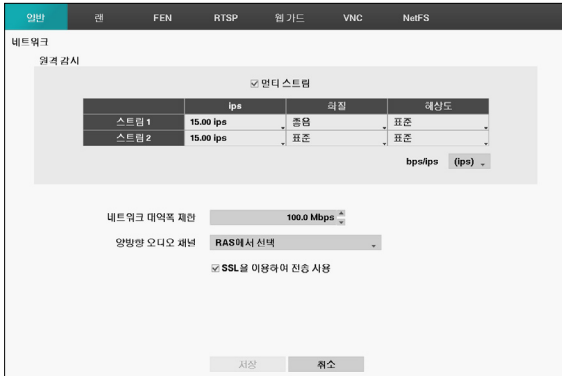 일반 랜 FEN RTSP 웹 가드 VNC NetFS
네트워크
원격 감시
멀티 스트림
ips 화질 해상도
스트림 1 15.00 ips 좋음 표준
스트림 2 15.00 ips 표준 표준
bps/ips (ips)
네트워크 대역폭 제한 100.0 Mbps
양방향 오디오 채널 RAS에서 선택
SSL을 이용하여 전송 사용
저장 취소